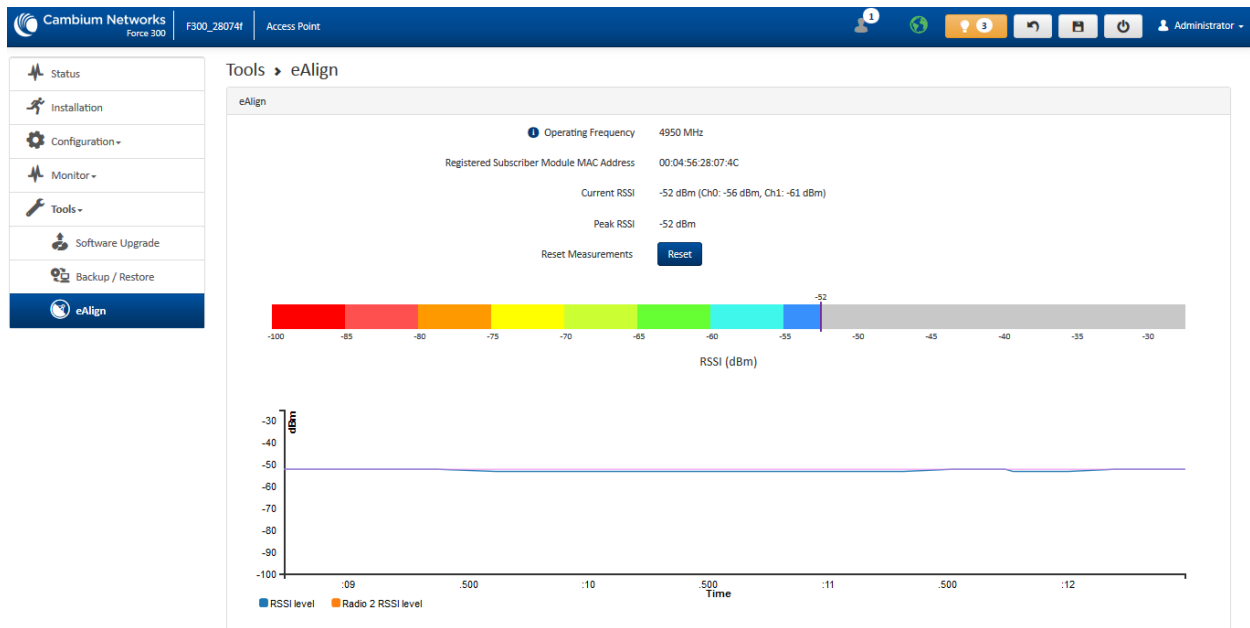 Cambium Networks
Force 300
F300_28074f
Access Point
1
3
Administrator
Status
Installation
Configuration
Monitor
Tools
Software Upgrade
Backup / Restore
eAlign
Tools > eAlign
eAlign
Operating Frequency 4950 MHz
Registered Subscriber Module MAC Address 00:04:56:28:07:4C
Current RSSI -52 dBm (Ch0: -56 dBm, Ch1: -61 dBm)
Peak RSSI -52 dBm
Reset Measurements Reset
-52
-100 -85 -80 -75 -70 -65 -60 -55 -50 -45 -40 -35 -30
RSSI (dBm)
dBm
-30
-40
-50
-60
-70
-80
-90
-100
:09 .500 :10 .500 :11 .500 :12
Time
RSSI level Radio 2 RSSI level